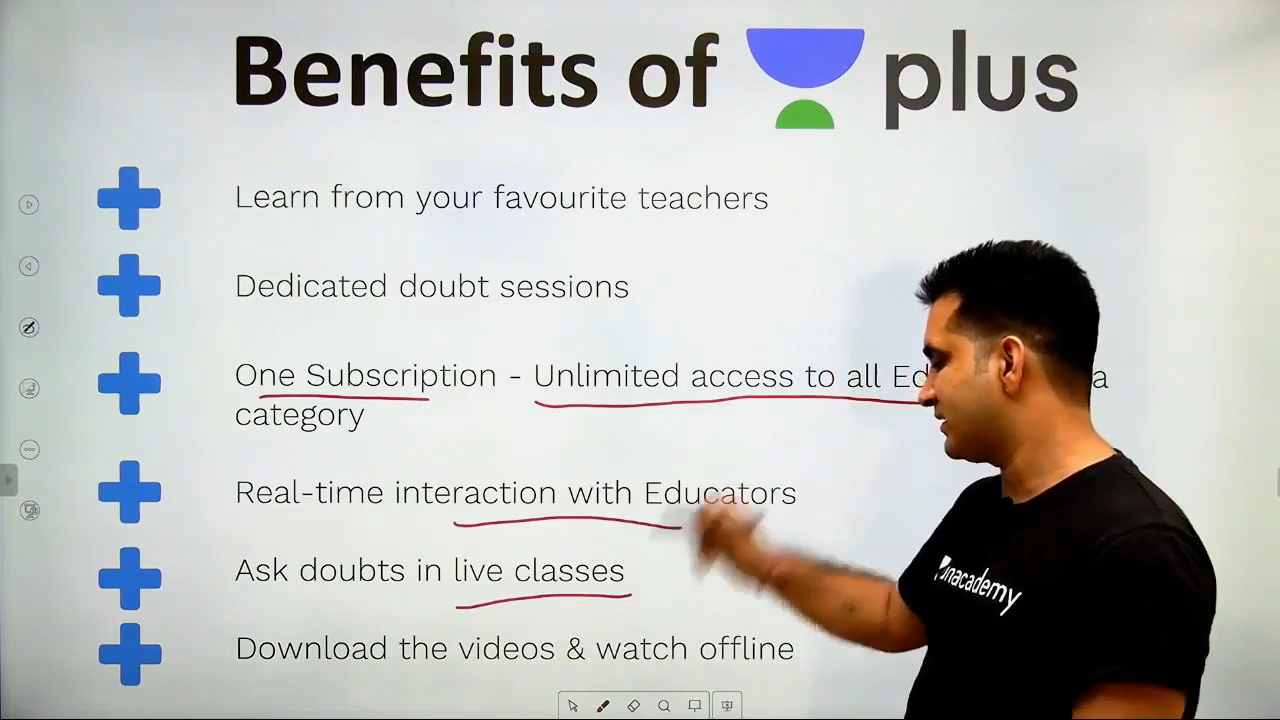 Benefits of plus
Learn from your favourite teachers
Dedicated doubt sessions
One Subscription - Unlimited access to all a
category
Real-time interaction with Educators
Ask doubts in live classes
Download the videos & watch offline
unacademy